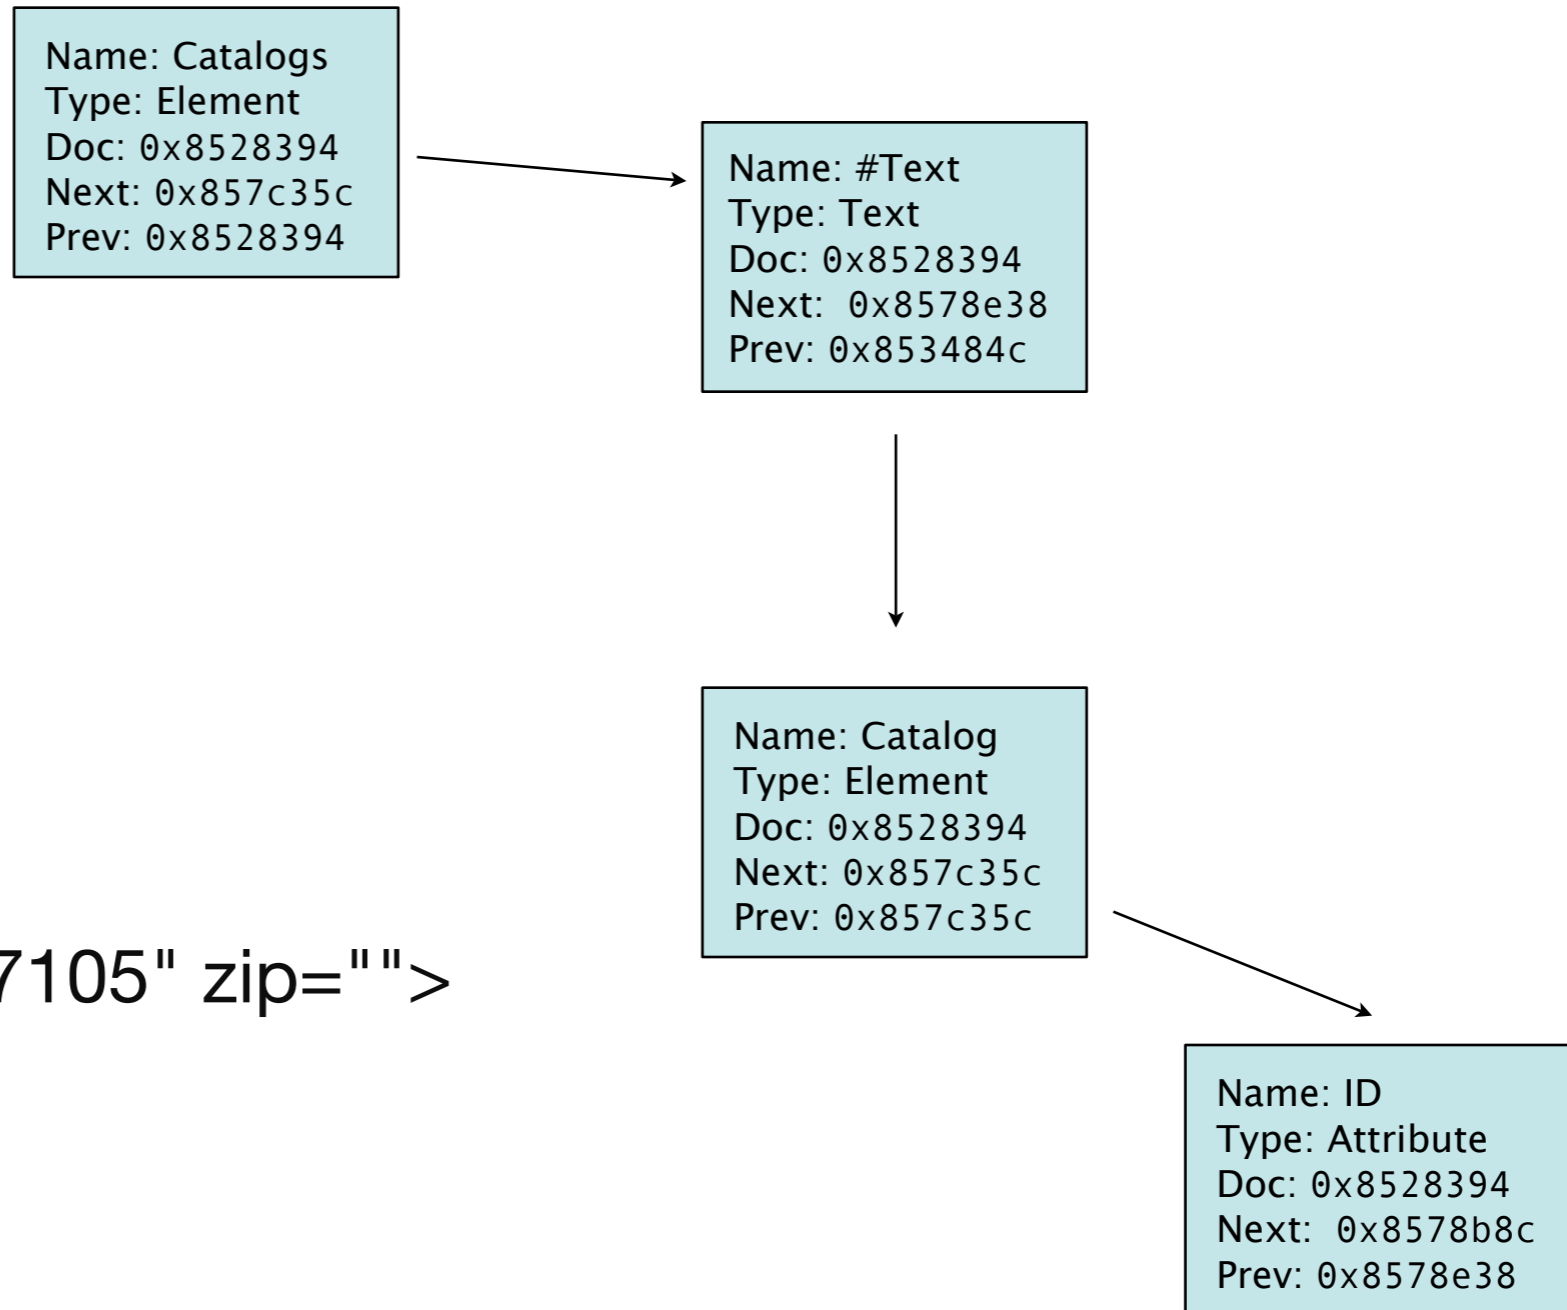 Name: Catalogs
Type: Element
Doc: 0x8528394
Next: 0x857c35c
Prev: 0x8528394
Name: #Text
Type: Text
Doc: 0x8528394
Next: 0x8578e38
Prev: 0x853484c
Name: Catalog
Type: Element
Doc: 0x8528394
Next: 0x857c35c
Prev: 0x857c35c
7105" zip="">
Name: ID
Type: Attribute
Doc: 0x8528394
Next: 0x8578b8c
Prev: 0x8578e38